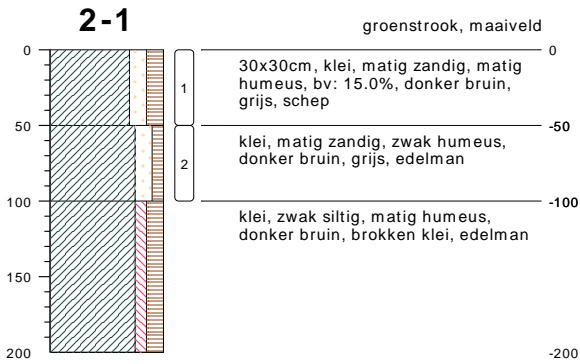 2-1
groenstrook, maaiveld
0
0
30x30cm, klei, matig zandig, matig
humeus, bv: 15.0%, donker bruin,
grijs, schep
1
50
-50
klei, matig zandig, zwak humeus,
donker bruin, grijs, edelman
2
100
-100
klei, zwak siltig, matig humeus,
donker bruin, brokken klei, edelman
150
200
-200